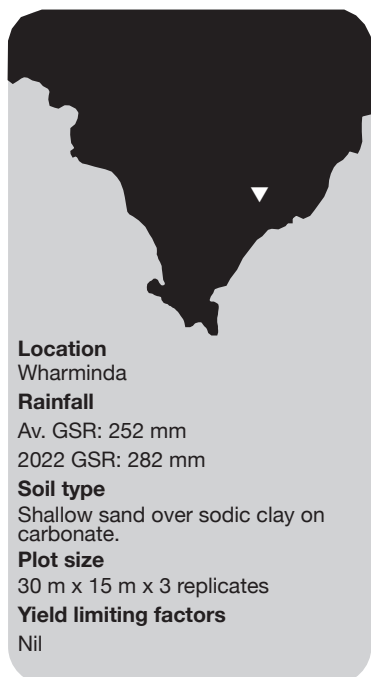 Location
Wharminda
Rainfall
Av. GSR: 252 mm
2022 GSR: 282 mm
Soil type
Shallow sand over sodic clay on
carbonate.
Plot size
30 m x 15 m x 3 replicates
Yield limiting factors
Nil